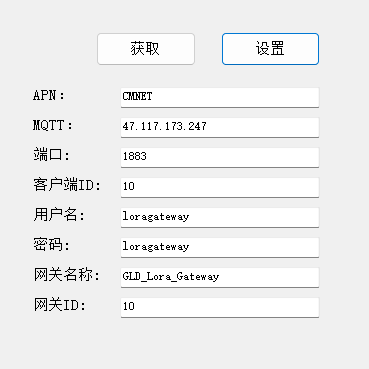 获取 设置
APN： CMNET
MQTT： 47.117.173.247
端口: 1883
客户端ID: 10
用户名: loragateway
密码: loragateway
网关名称: GLD_Lora_Gateway
网关ID: 10